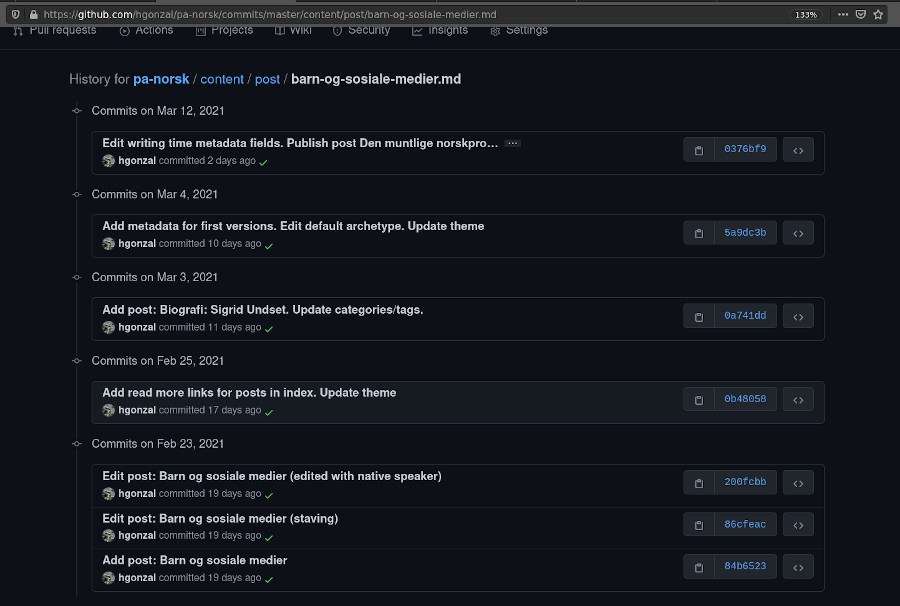 https://github.com/hgonzal/pa-norsk/commits/master/content/post/barn-og-sosiale-medier.md 133%
Pull requests Actions Projects Wiki Security Insights Settings
History for pa-norsk / content / post / barn-og-sosiale-medier.md
Commits on Mar 12, 2021
Edit writing time metadata fields. Publish post Den muntlige norskpro… ...
hgonzal committed 2 days ago
0376bf9
Commits on Mar 4, 2021
Add metadata for first versions. Edit default archetype. Update theme
hgonzal committed 10 days ago
5a9dc3b
Commits on Mar 3, 2021
Add post: Biografi: Sigrid Undset. Update categories/tags.
hgonzal committed 11 days ago
0a741dd
Commits on Feb 25, 2021
Add read more links for posts in index. Update theme
hgonzal committed 17 days ago
0b48058
Commits on Feb 23, 2021
Edit post: Barn og sosiale medier (edited with native speaker)
hgonzal committed 19 days ago
200fcbb
Edit post: Barn og sosiale medier (staving)
hgonzal committed 19 days ago
86cfeac
Add post: Barn og sosiale medier
hgonzal committed 19 days ago
84b6523